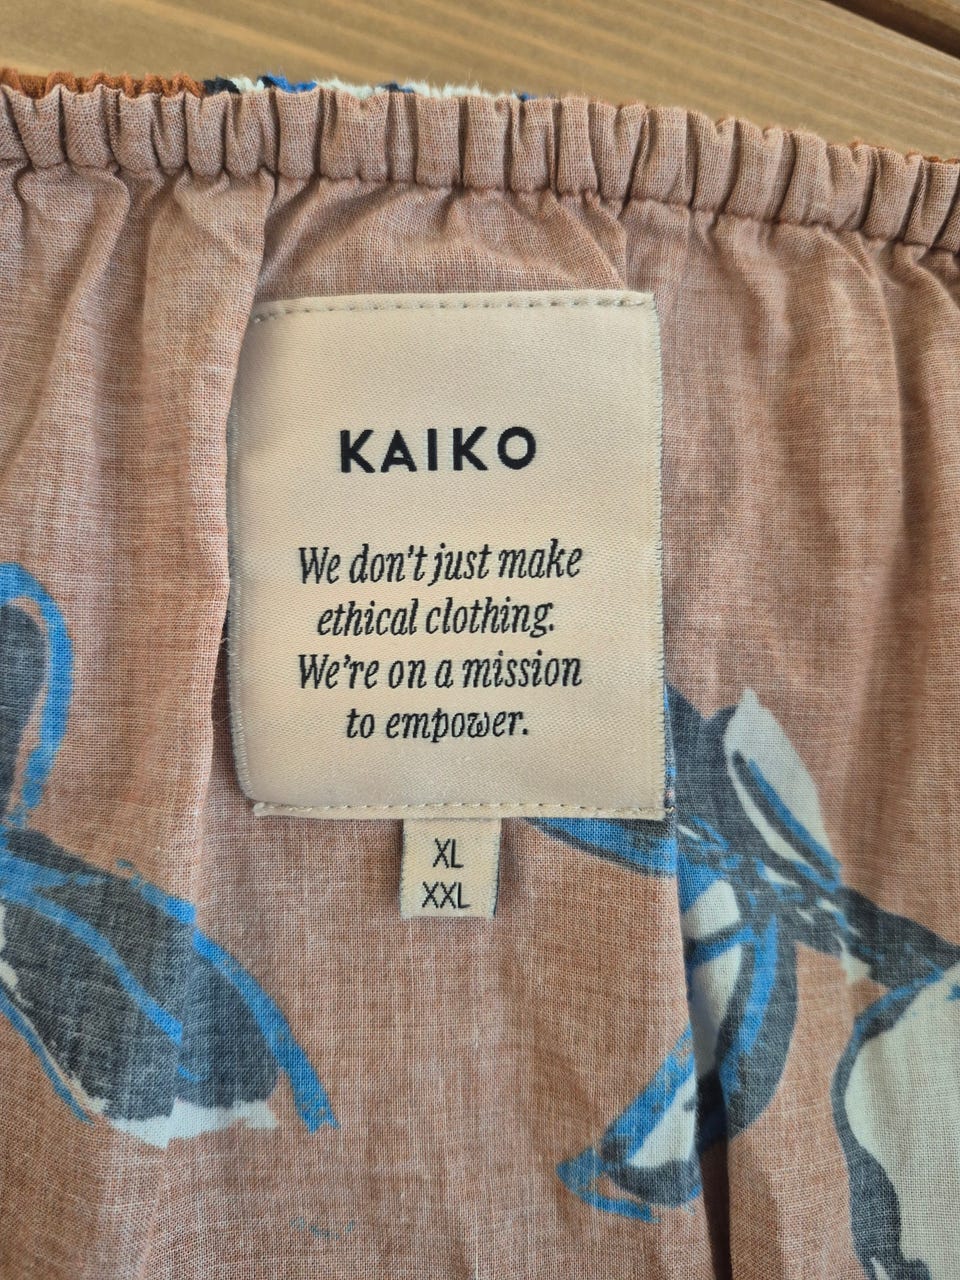 KAIKO
We don't just make
ethical clothing.
We're on a mission
to empower.
XL
XXL